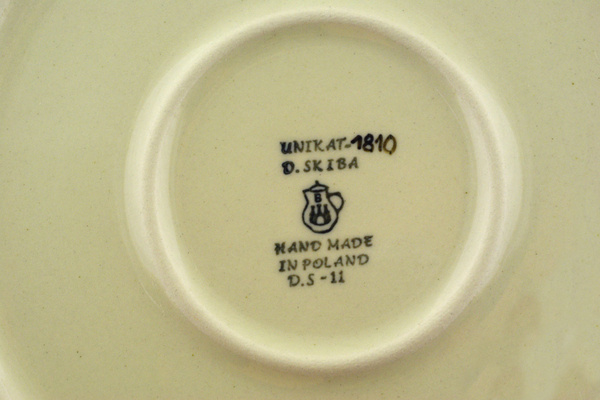 UNIKAT-1810
D. SKIBA
B
HAND MADE
IN POLAND
D.S - 11